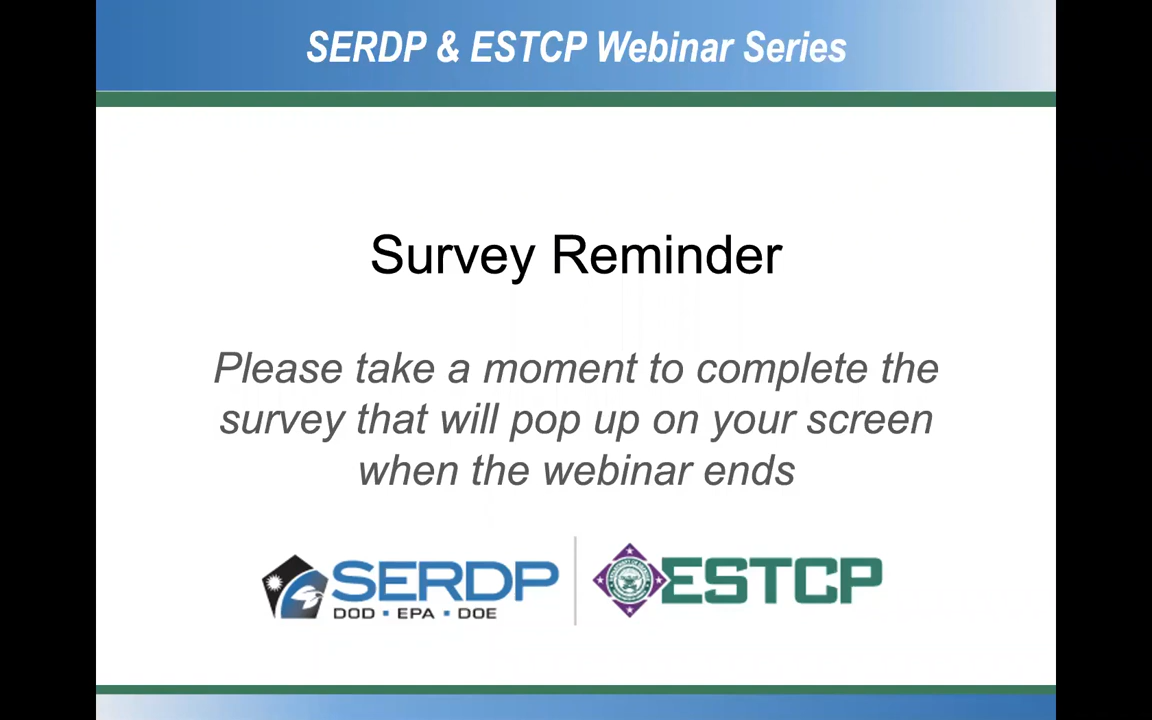 SERDP & ESTCP Webinar Series
Survey Reminder
Please take a moment to complete the
survey that will pop up on your screen
when the webinar ends
SERDP
DOD ▪ EPA ▪ DOE
ESTCP